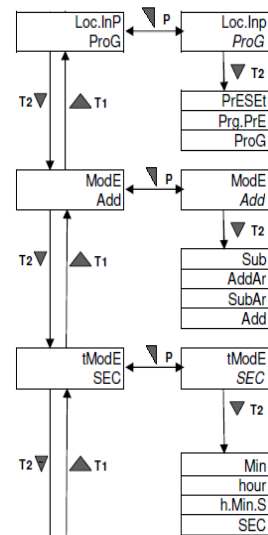 Loc.InP
ProG
P
Loc.Inp
ProG
T2
T1
T2
PrESEt
Prg.PrE
ProG
ModE
Add
P
ModE
Add
T2
T1
T2
Sub
AddAr
SubAr
Add
tModE
SEC
P
tModE
SEC
T2
T1
T2
Min
hour
h.Min.S
SEC